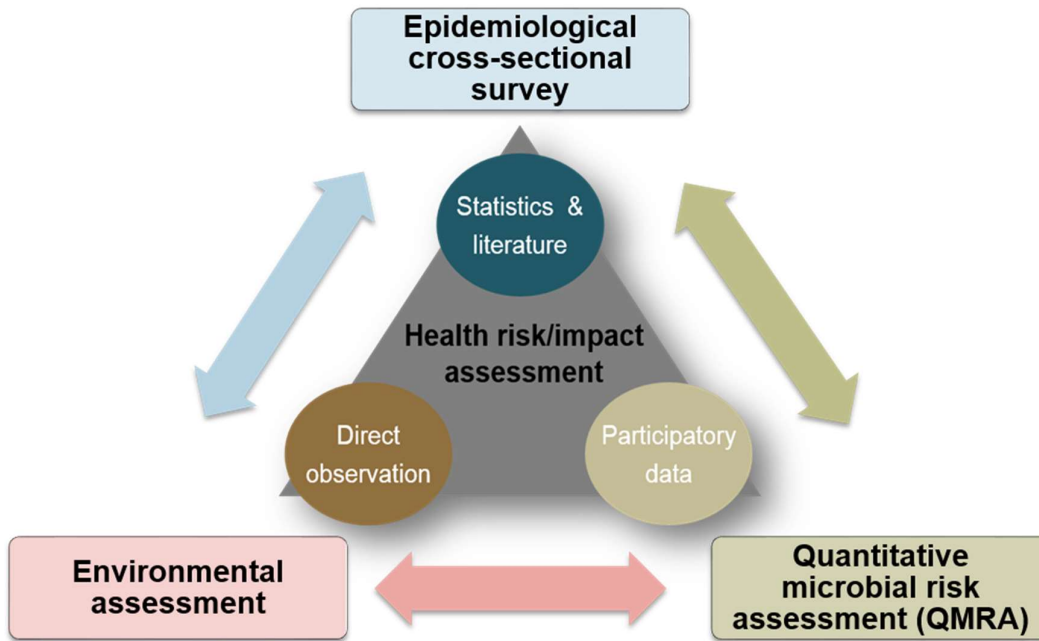 Epidemiological
cross-sectional
survey
Statistics &
literature
Health risk/impact
assessment
Direct
observation
Participatory
data
Environmental
assessment
Quantitative
microbial risk
assessment (QMRA)